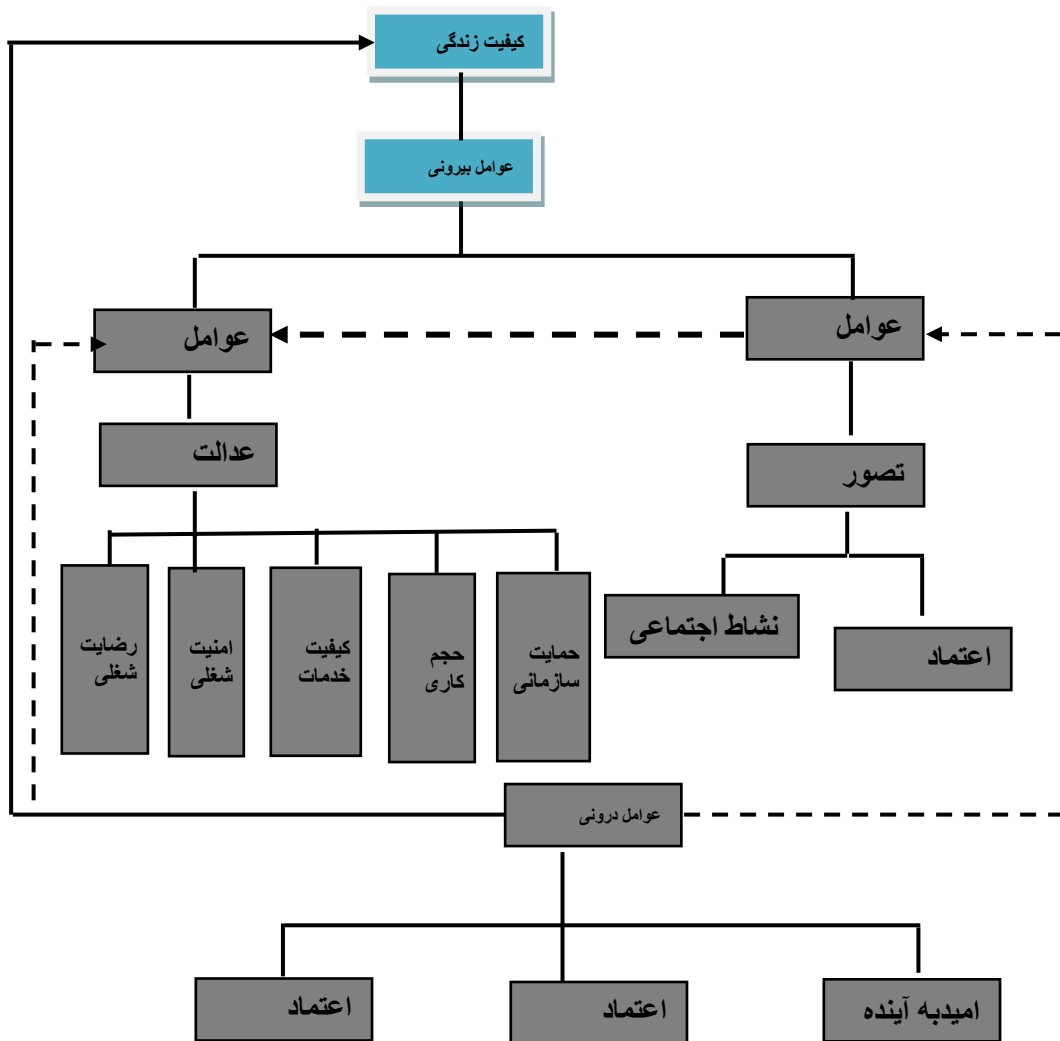 کیفیت زندگی
عوامل بیرونی
عوامل
عوامل
عدالت
تصور
رضایت
شغلی
امنیت
شغلی
کیفیت
خدمات
حجم
کاری
حمایت
سازمانی
نشاط اجتماعی
اعتماد
عوامل درونی
اعتماد
اعتماد
امیدبه آینده